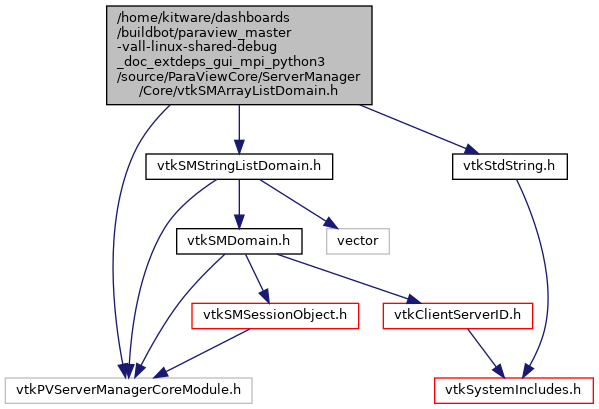 /home/kitware/dashboards
/buildbot/paraview_master
-vall-linux-shared-debug
_doc_extdeps_gui_mpi_python3
/source/ParaViewCore/ServerManager
/Core/vtkSMArrayListDomain.h
vtkSMStringListDomain.h
vtkStdString.h
vtkSMDomain.h
vector
vtkSMSessionObject.h
vtkClientServerID.h
vtkPVServerManagerCoreModule.h
vtkSystemIncludes.h